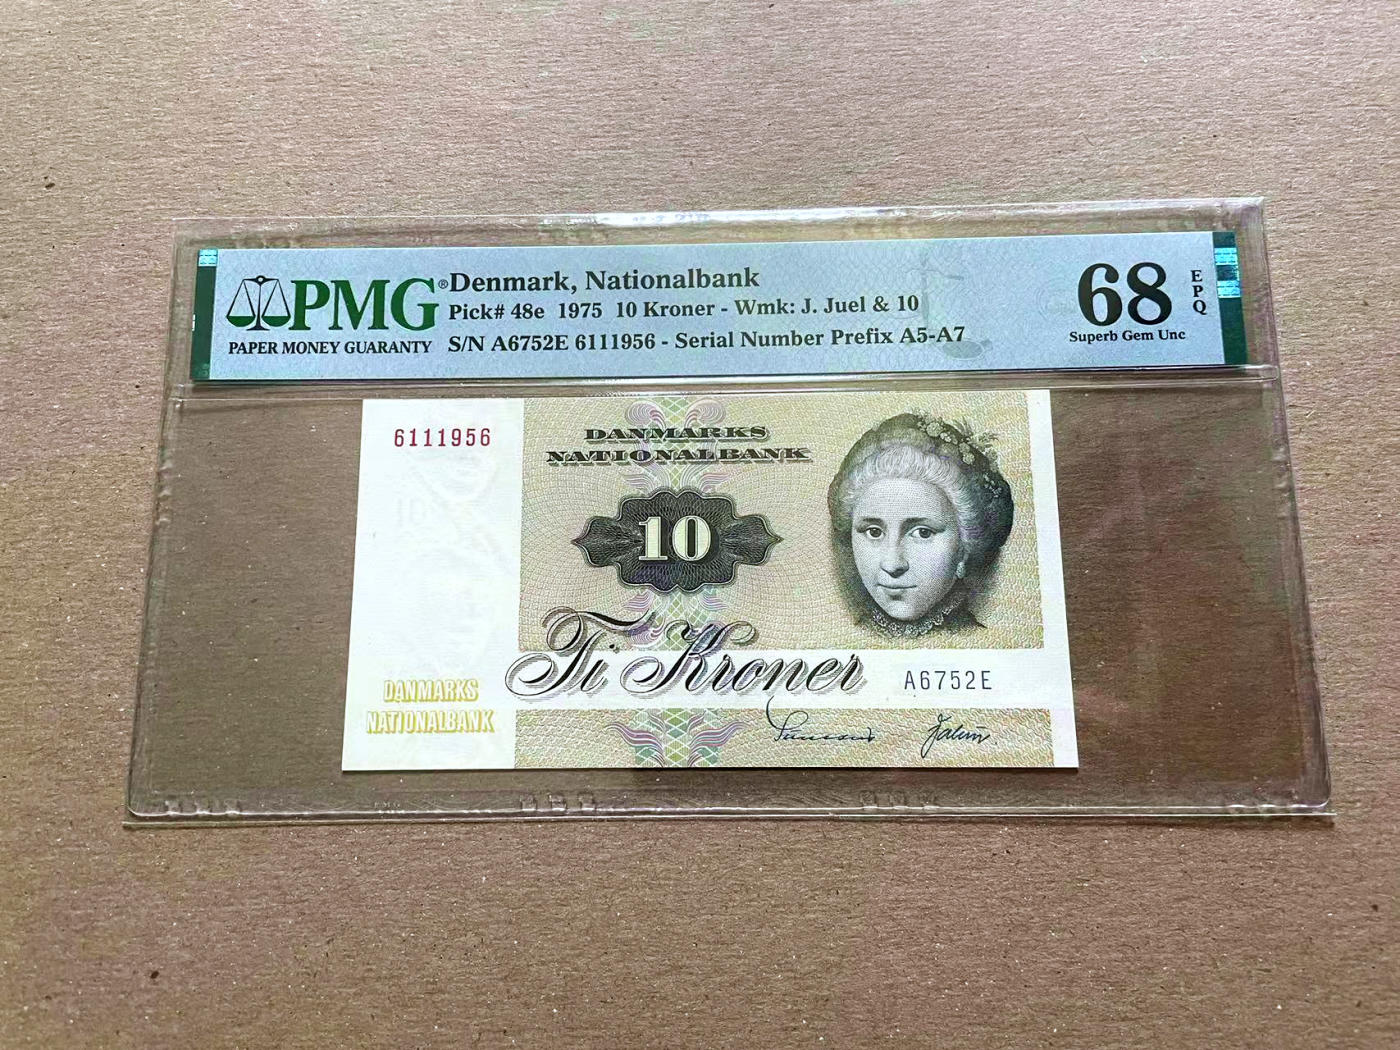 PMG®
PAPER MONEY GUARANTY
Denmark, Nationalbank
Pick# 48e 1975 10 Kroner - Wmk: J. Juel & 10
S/N A6752E 6111956 - Serial Number Prefix A5-A7
68
EPQ
Superb Gem Unc
6111956
DANMARKS
NATIONALBANK
10
Ti Kroner
A6752E
DANMARKS
NATIONALBANK